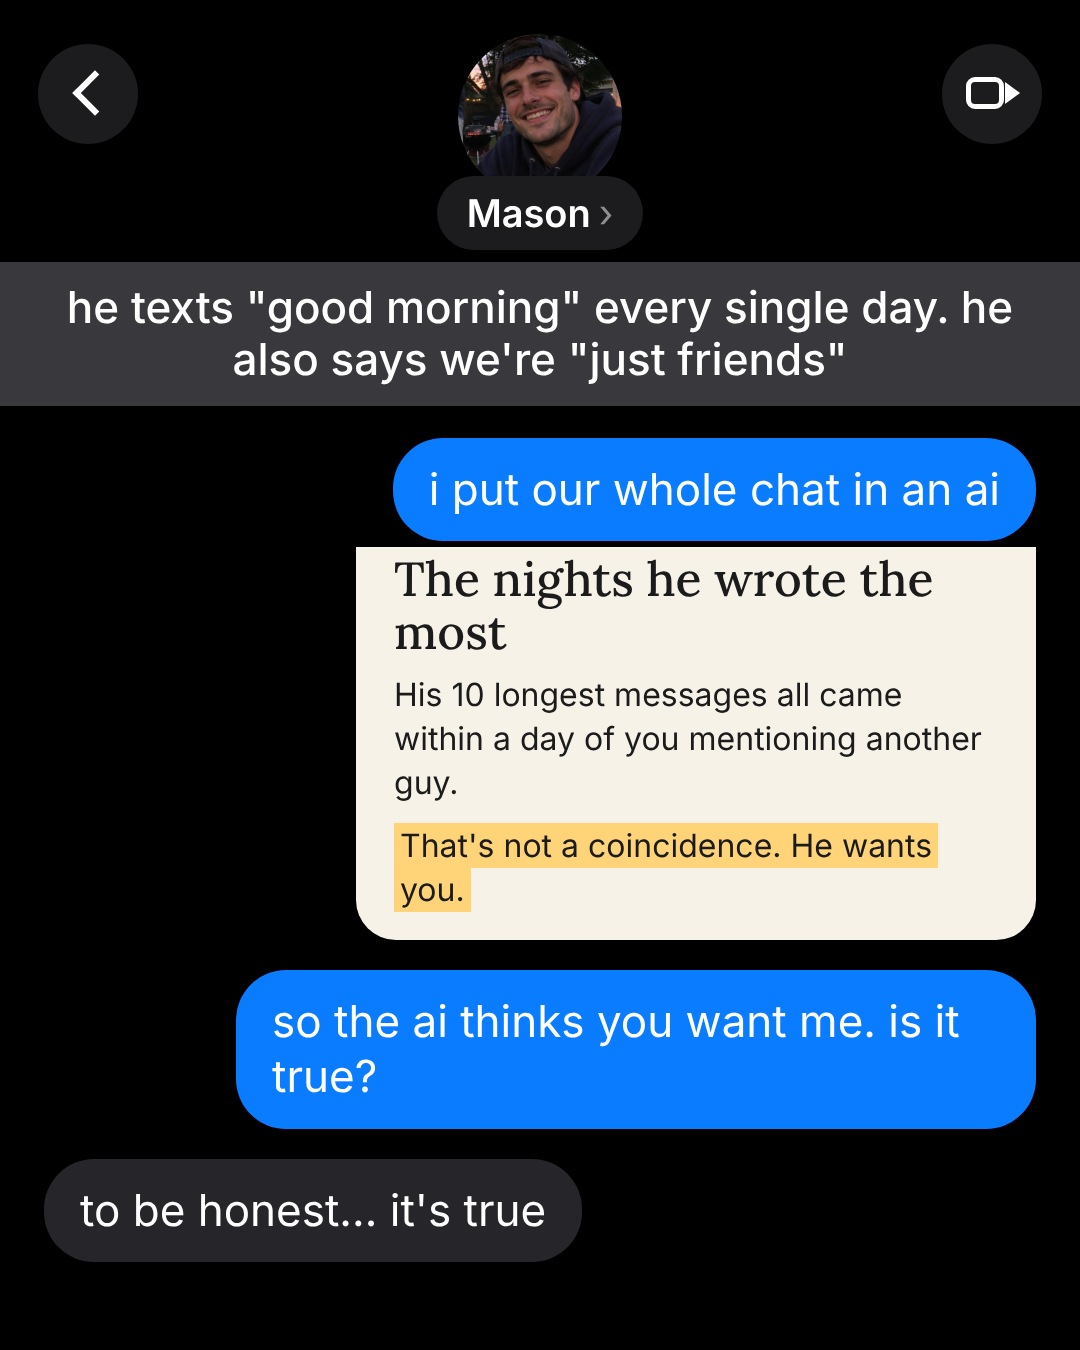 Mason ›
he texts "good morning" every single day. he
also says we're "just friends"
i put our whole chat in an ai
The nights he wrote the
most
His 10 longest messages all came
within a day of you mentioning another
guy.
That's not a coincidence. He wants
you.
so the ai thinks you want me. is it
true?
to be honest... it's true